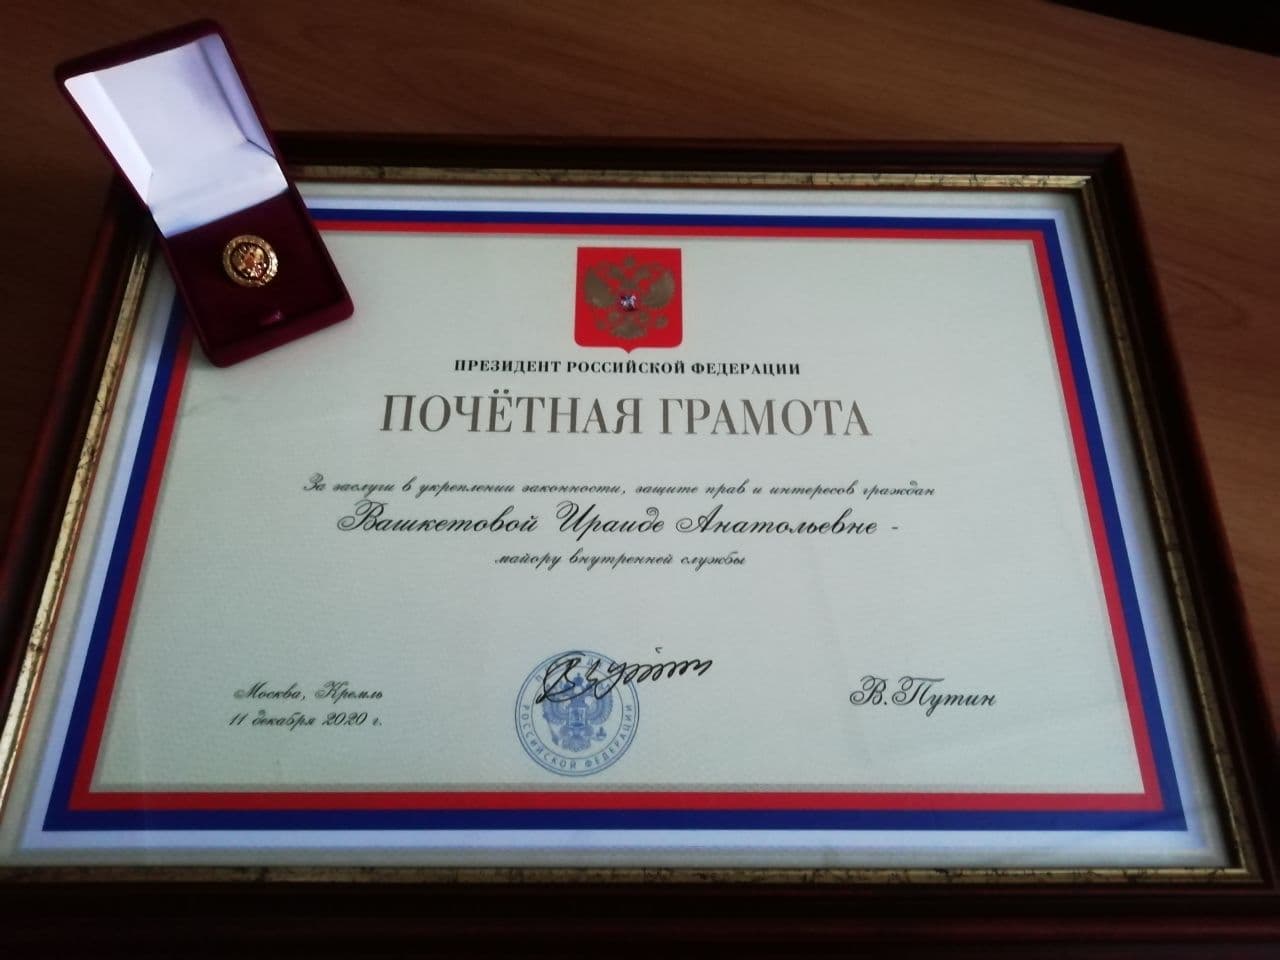 ПРЕЗИДЕНТ РОССИЙСКОЙ ФЕДЕРАЦИИ
ПОЧЁТНАЯ ГРАМОТА
За заслуги в укреплении законности, защите прав и интересов граждан
Вашкетовой Ираиде Анатольевне -
майору внутренней службы
Москва, Кремль
11 декабря 2020 г.
РОССИЙСКОЙ ФЕДЕРАЦИИ
В.Путин